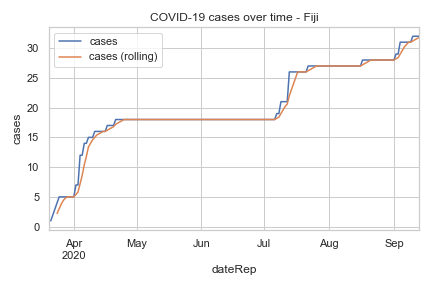 COVID-19 cases over time - Fiji
cases
cases (rolling)
30
25
20
15
10
5
0
cases
Apr
2020
May
Jun
Jul
Aug
Sep
dateRep